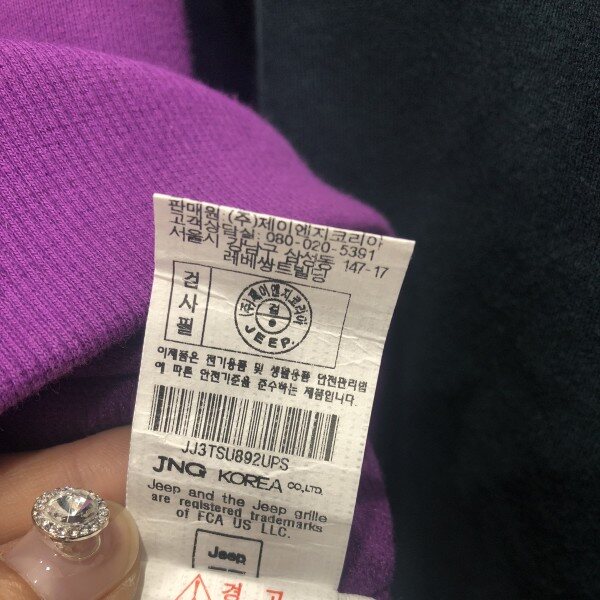 판매원 : (주)제이엔지코리아
고객상담실 : 080-020-5391
서울시 강남구 삼성동 147-17
레베쌍트빌딩
검사필
(주)제이엔지코리아
검
JEEP.
이제품은 전기용품 및 생활용품 안전관리법
에 따른 안전기준을 준수하는 제품입니다.
JJ3TSU892UPS
JNG KOREA CO.,LTD.
Jeep and the Jeep grille
are registered trademarks
of FCA US LLC.
Jeep
경 고